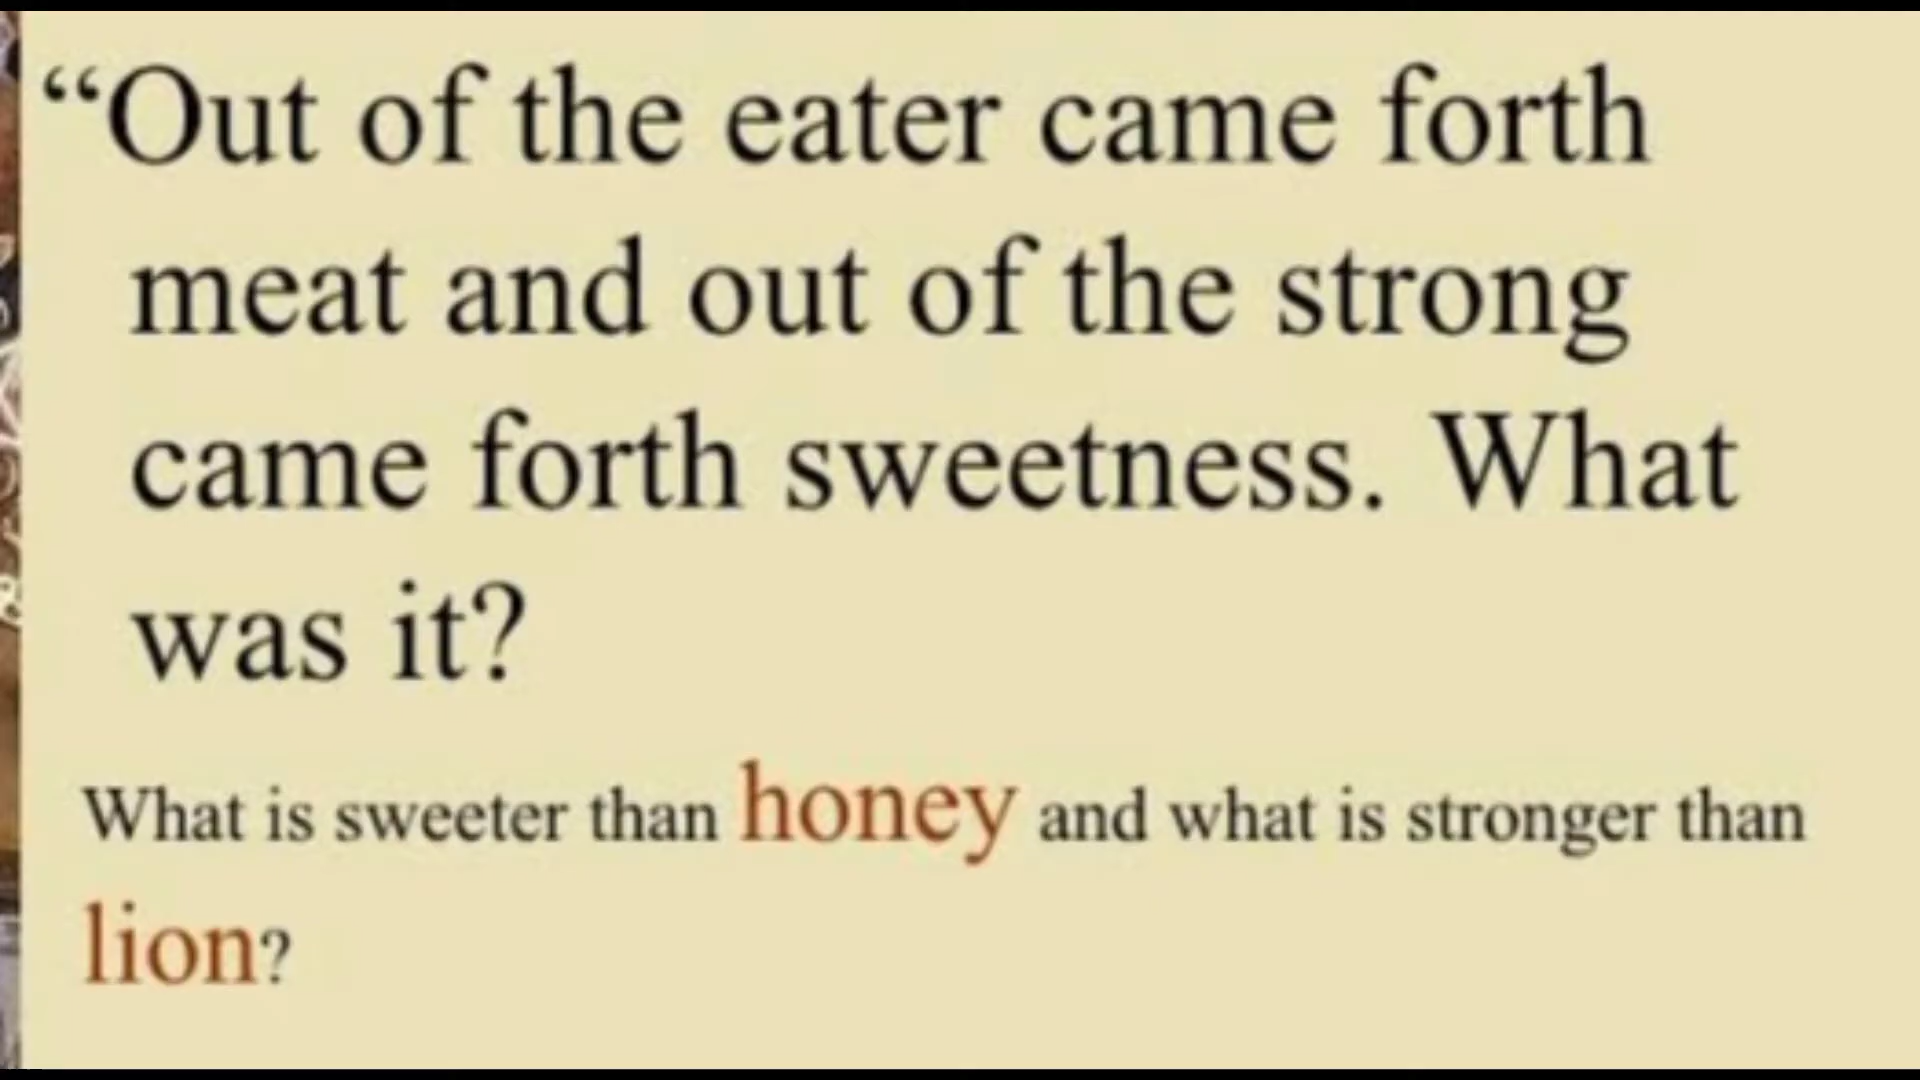 “Out of the eater came forth
meat and out of the strong
came forth sweetness. What
was it?
What is sweeter than honey and what is stronger than
lion?